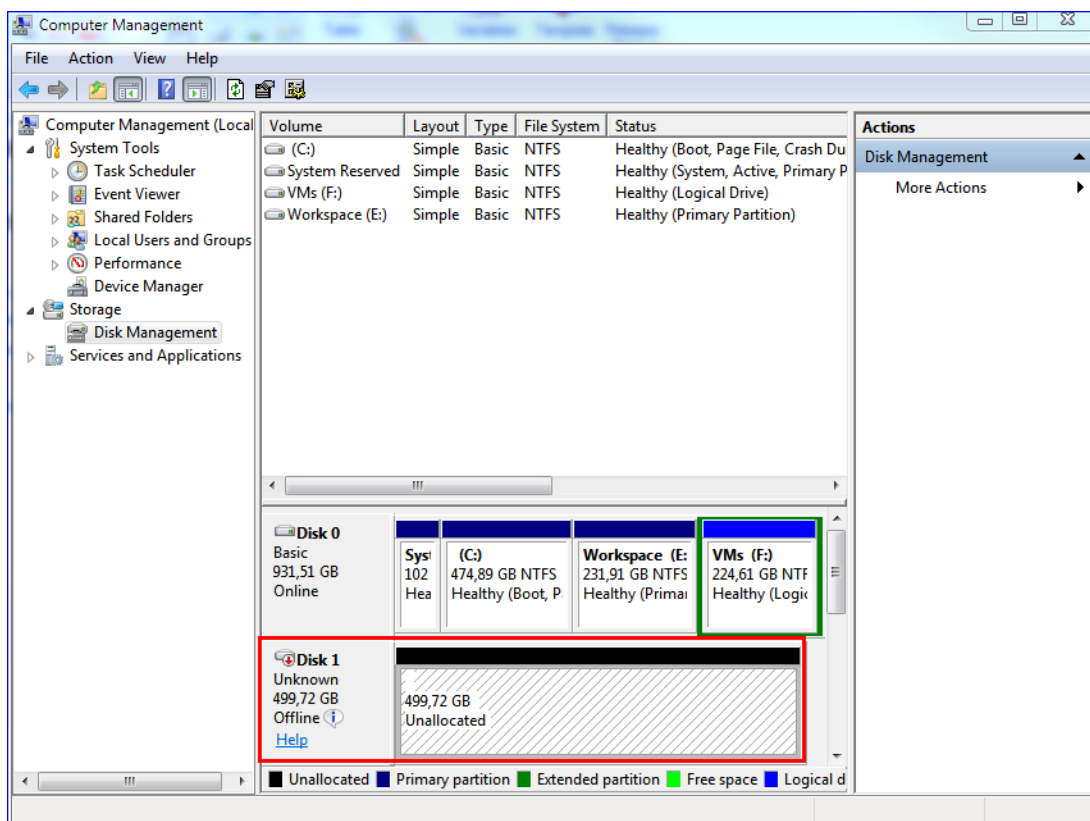 Computer Management
File Action View Help
Computer Management (Local
System Tools
Task Scheduler
Event Viewer
Shared Folders
Local Users and Groups
Performance
Device Manager
Storage
Disk Management
Services and Applications
Volume Layout Type File System Status
(C:) Simple Basic NTFS Healthy (Boot, Page File, Crash Du
System Reserved Simple Basic NTFS Healthy (System, Active, Primary P
VMs (F:) Simple Basic NTFS Healthy (Logical Drive)
Workspace (E:) Simple Basic NTFS Healthy (Primary Partition)
Actions
Disk Management
More Actions
Disk 0
Basic
931,51 GB
Online
Syst
102
Hea
(C:)
474,89 GB NTFS
Healthy (Boot, P
Workspace (E:
231,91 GB NTFS
Healthy (Primar
VMs (F:)
224,61 GB NTF
Healthy (Logic
Disk 1
Unknown
499,72 GB
Offline
Help
499,72 GB
Unallocated
Unallocated Primary partition Extended partition Free space Logical d